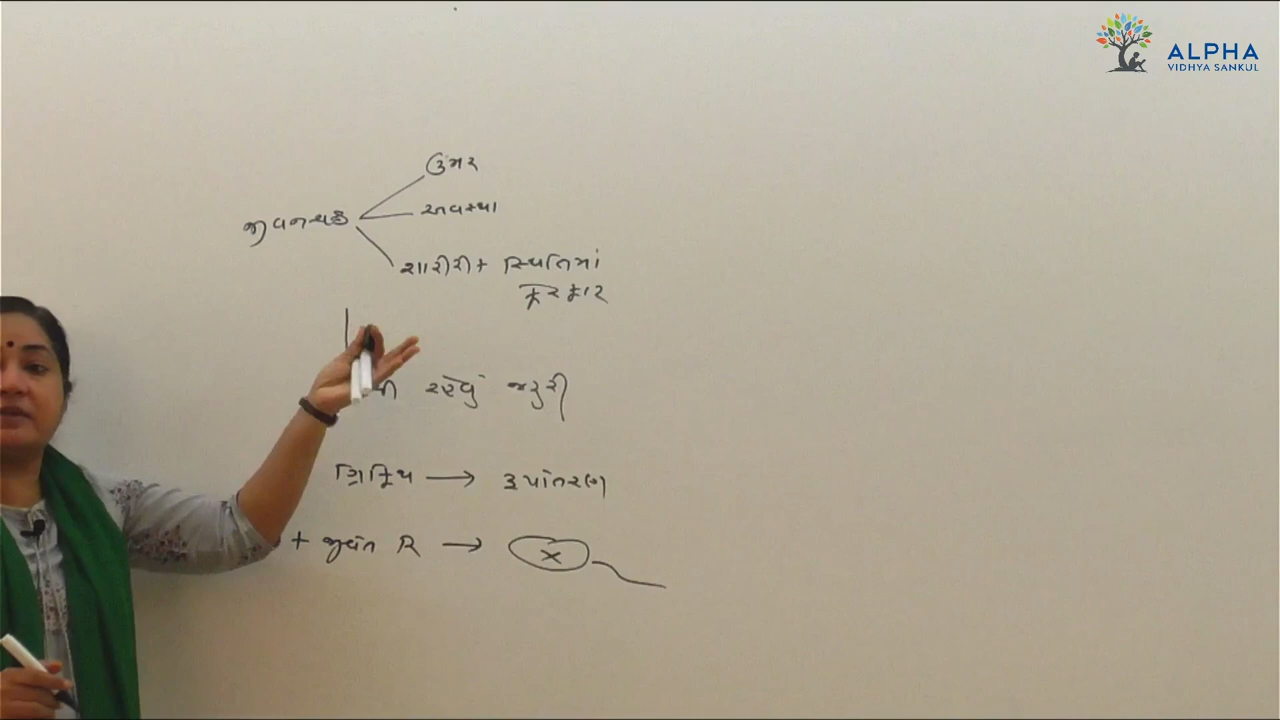 ALPHA
VIDHYA SANKUL
ઉંમર
જીવનચક્ર
અવસ્થા
શારીરીક સ્થિતિમાં
ફેરફાર
રહેવું જરૂરી
ગ્રિફિથ → રૂપાંતરણ
+ જીવંત R → X